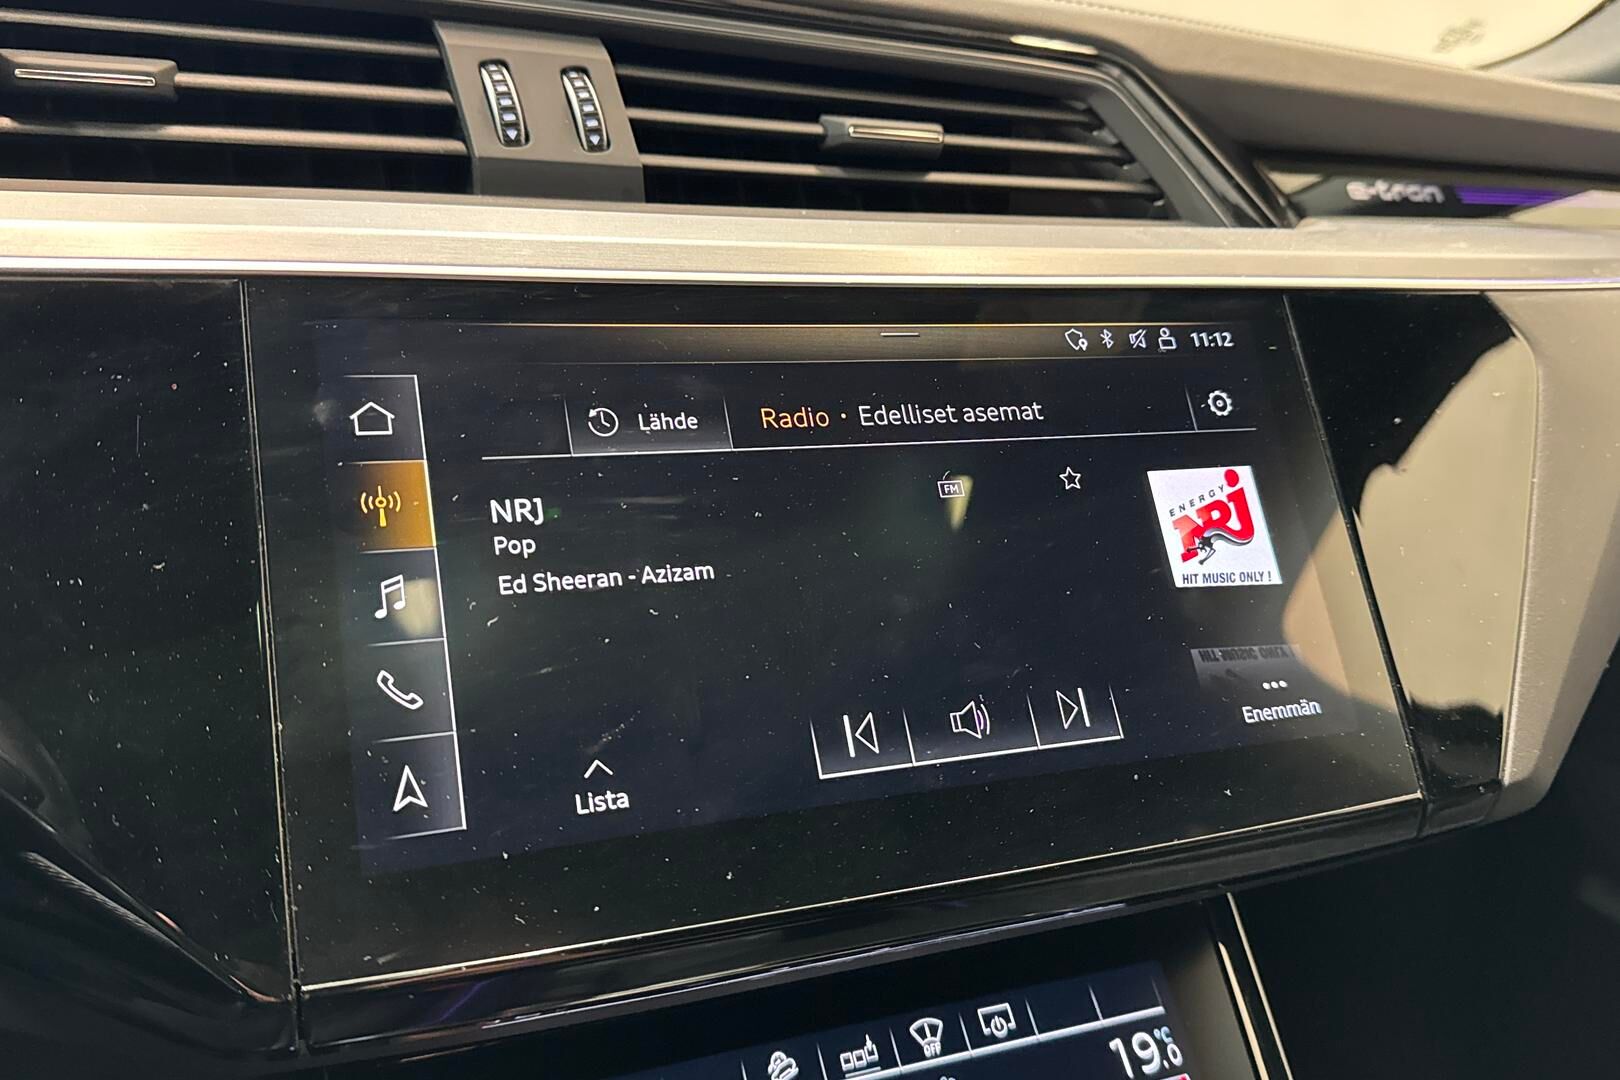 e-tron
11:12
Lähde
Radio · Edelliset asemat
FM
NRJ
Pop
Ed Sheeran - Azizam
ENERGY
NRJ
HIT MUSIC ONLY !
Enemmän
Lista
OFF
19.0 °C